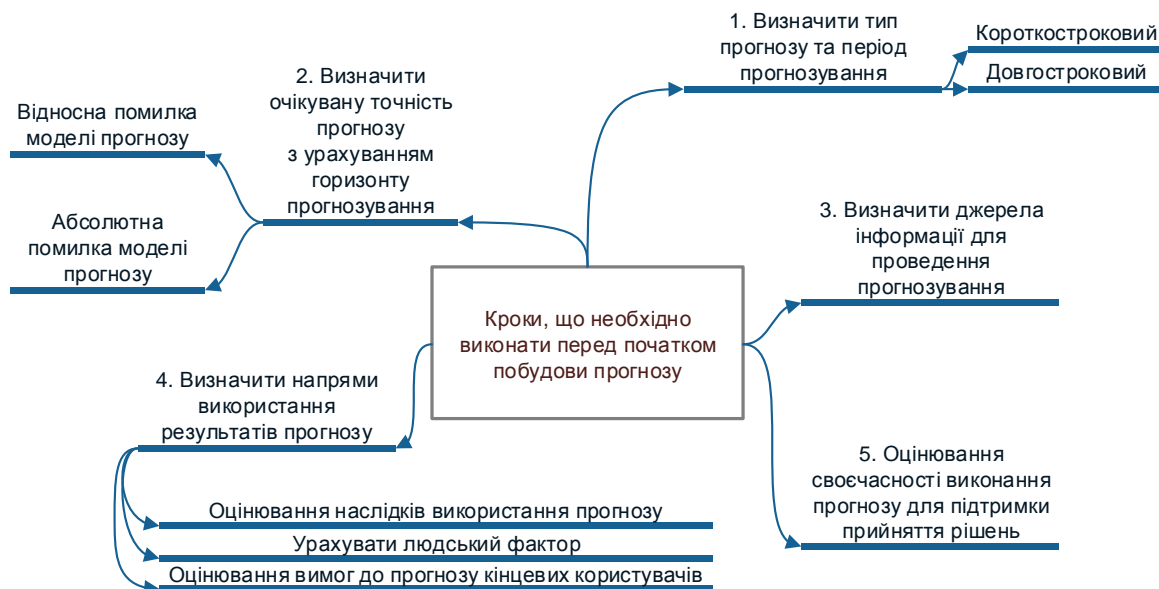 1. Визначити тип
прогнозу та період
прогнозування
Короткостроковий
Довгостроковий
2. Визначити
очікувану точність
прогнозу
з урахуванням
горизонту
прогнозування
Відносна помилка
моделі прогнозу
Абсолютна
помилка моделі
прогнозу
3. Визначити джерела
інформації для
проведення
прогнозування
Кроки, що необхідно
виконати перед початком
побудови прогнозу
4. Визначити напрями
використання
результатів прогнозу
Оцінювання наслідків використання прогнозу
Урахувати людський фактор
Оцінювання вимог до прогнозу кінцевих користувачів
5. Оцінювання
своєчасності виконання
прогнозу для підтримки
прийняття рішень